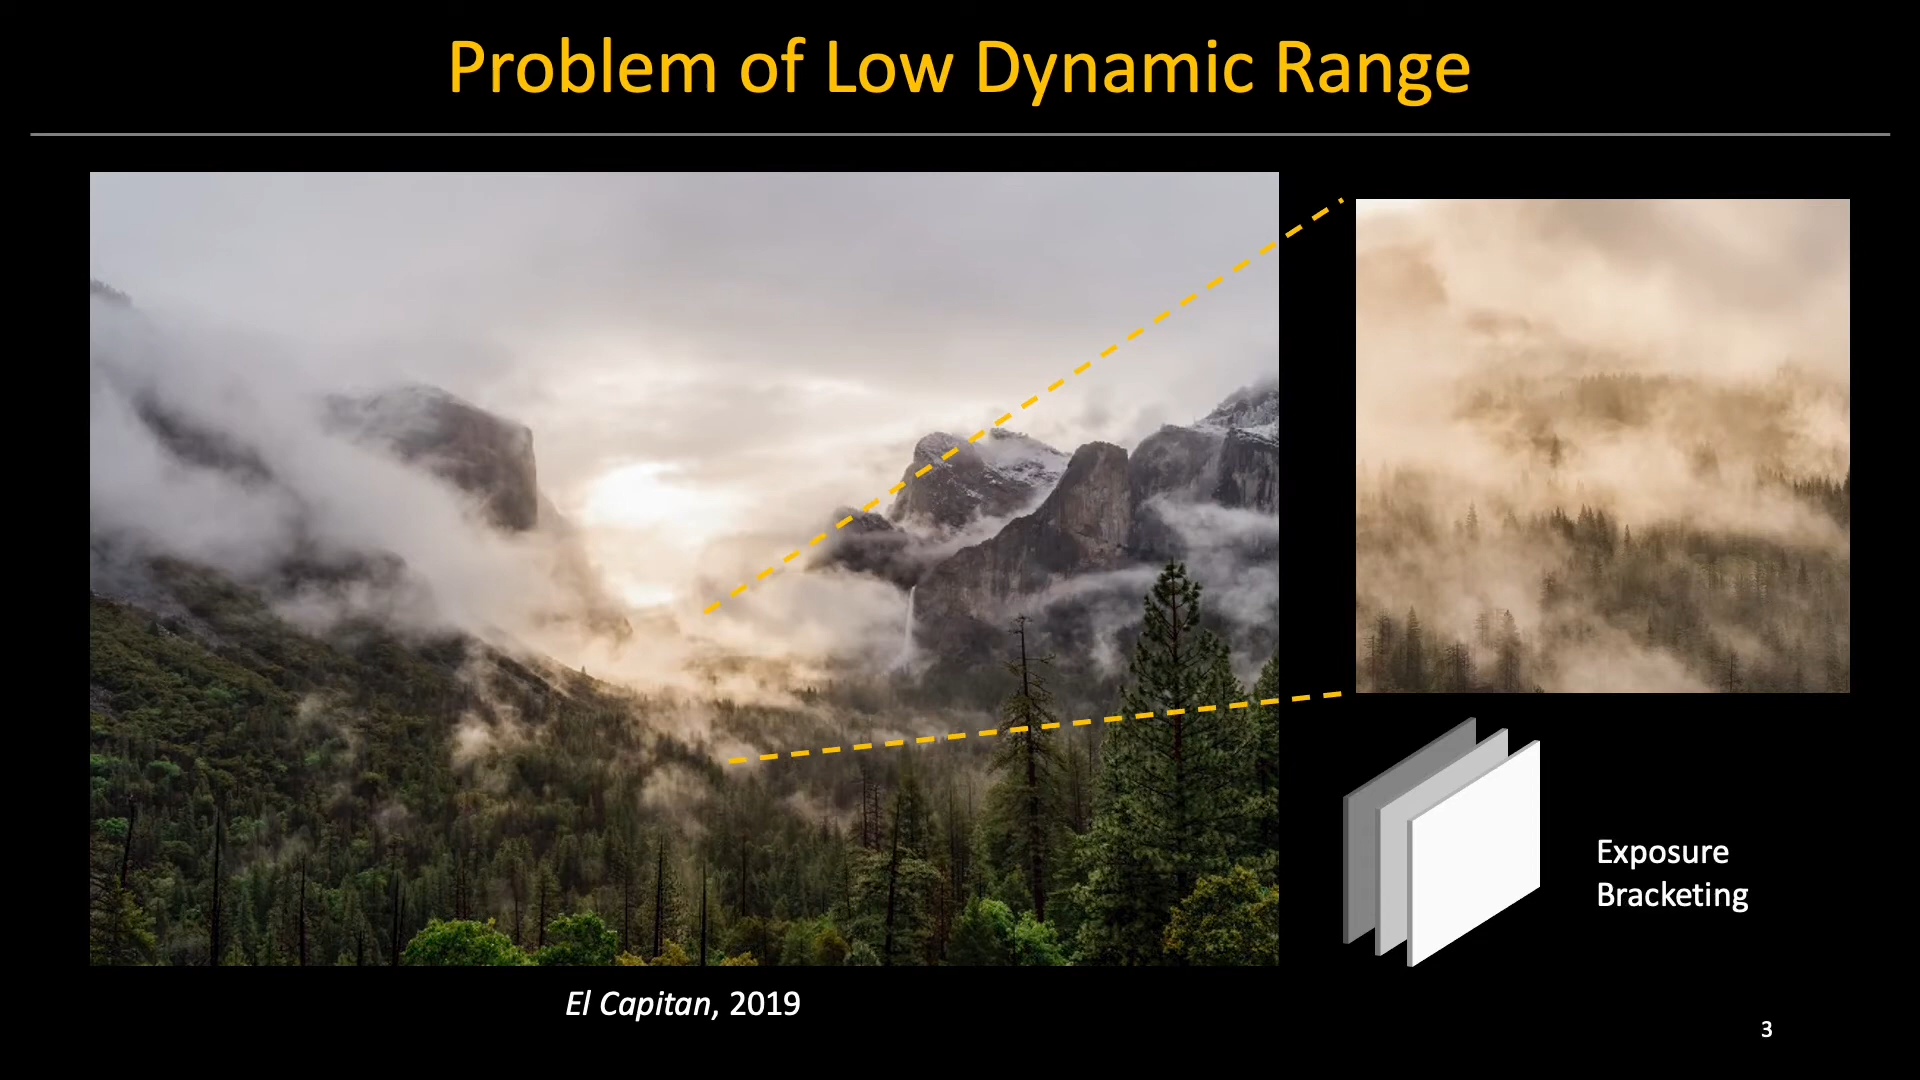 Problem of Low Dynamic Range
El Capitan, 2019
Exposure
Bracketing
3